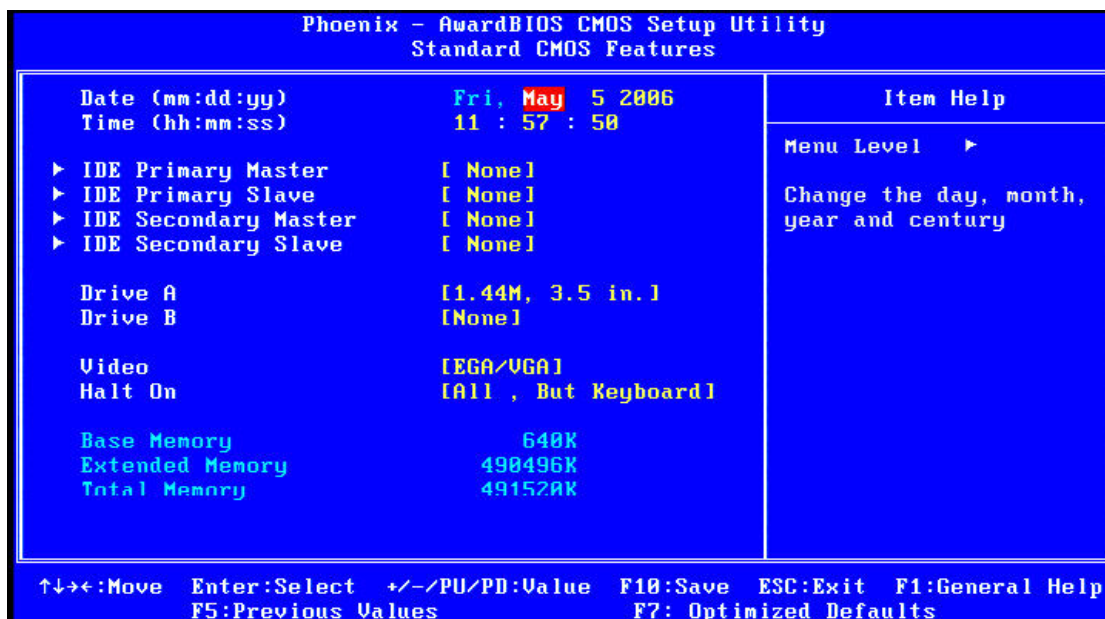 Phoenix - AwardBIOS CMOS Setup Utility
Standard CMOS Features
Date (mm:dd:yy) Fri, May 5 2006
Time (hh:mm:ss) 11 : 57 : 50
► IDE Primary Master [ None]
► IDE Primary Slave [ None]
► IDE Secondary Master [ None]
► IDE Secondary Slave [ None]
Drive A [1.44M, 3.5 in.]
Drive B [None]
Video [EGA/VGA]
Halt On [All , But Keyboard]
Base Memory 640K
Extended Memory 490496K
Total Memory 491520K
Item Help
Menu Level ►
Change the day, month,
year and century
↑↓→←:Move Enter:Select +/-/PU/PD:Value F10:Save ESC:Exit F1:General Help
F5:Previous Values F7: Optimized Defaults